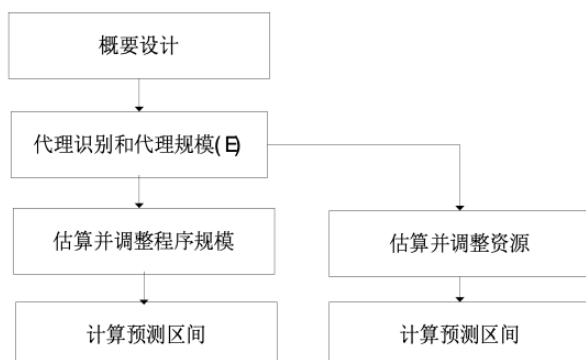 概要设计
代理识别和代理规模(E)
估算并调整程序规模
估算并调整资源
计算预测区间
计算预测区间